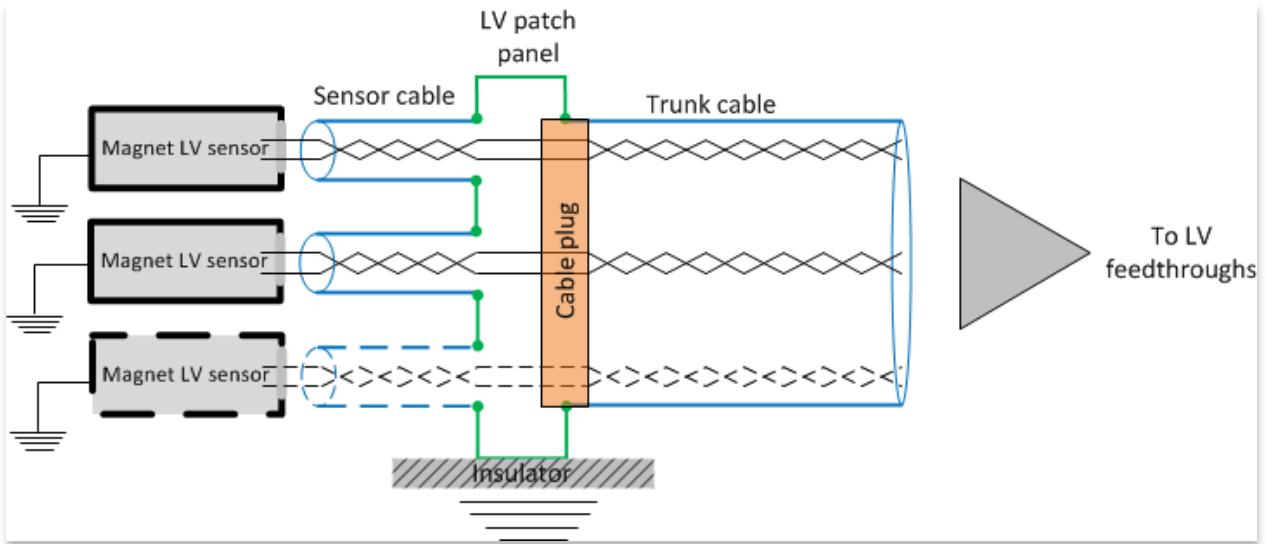 LV patch
panel
Sensor cable
Trunk cable
Magnet LV sensor
Magnet LV sensor
Cable plug
To LV
feedthroughs
Magnet LV sensor
Insulator